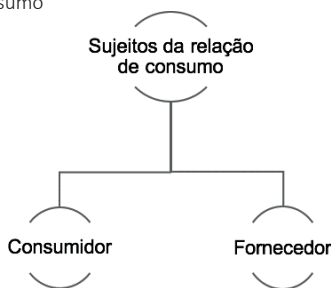 sumo
Sujeitos da relação
de consumo
Consumidor
Fornecedor